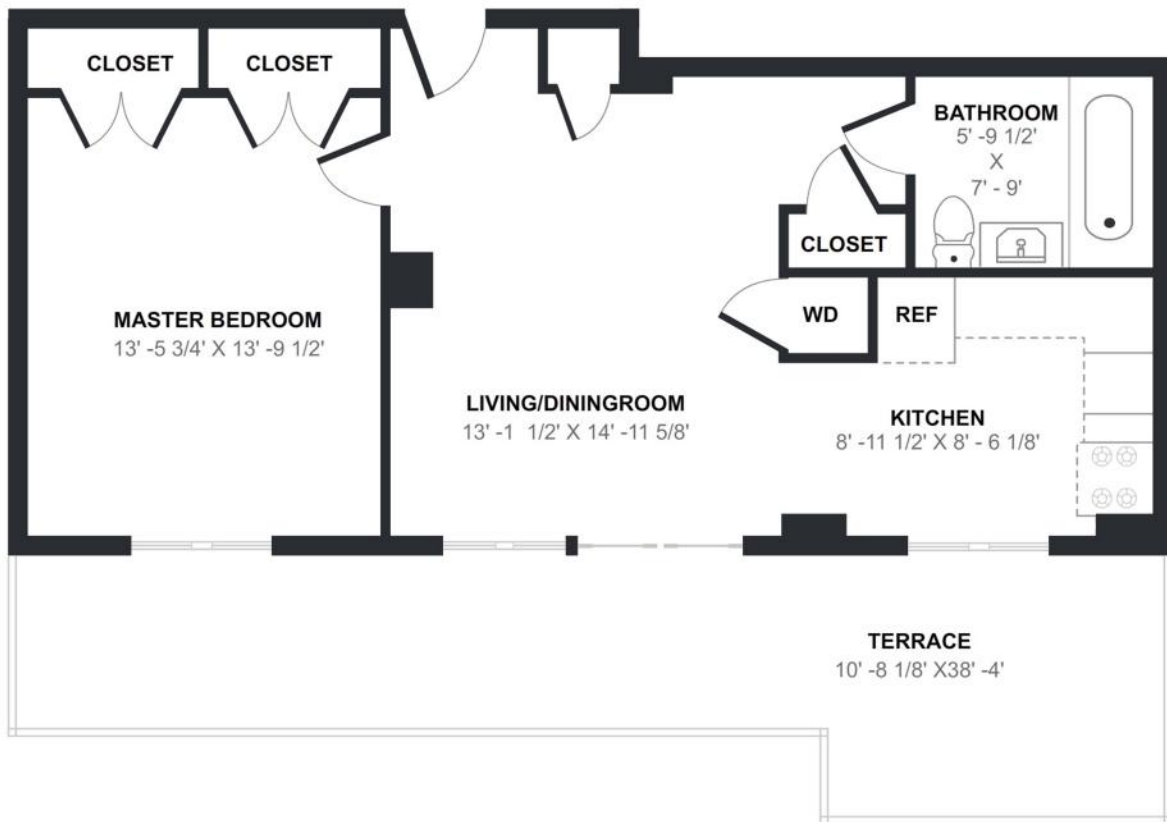 CLOSET
CLOSET
BATHROOM
5' -9 1/2'
X
7' - 9'
CLOSET
MASTER BEDROOM
13' -5 3/4' X 13' -9 1/2'
WD
REF
LIVING/DININGROOM
13' -1 1/2' X 14' -11 5/8'
KITCHEN
8' -11 1/2' X 8' - 6 1/8'
TERRACE
10' -8 1/8' X38' -4'